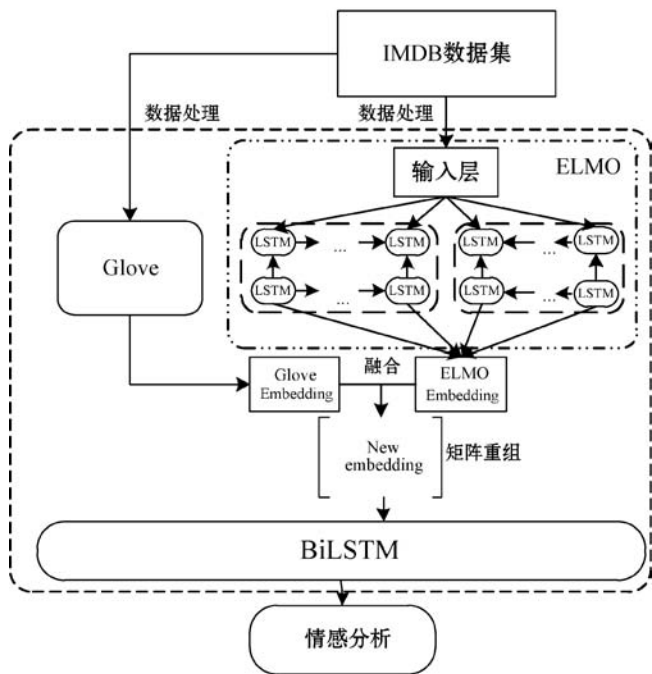 IMDB数据集
数据处理
数据处理
输入层
ELMO
Glove
LSTM
...
LSTM
LSTM
...
LSTM
LSTM
...
LSTM
LSTM
...
LSTM
Glove
Embedding
融合
ELMO
Embedding
New
embedding
矩阵重组
BiLSTM
情感分析